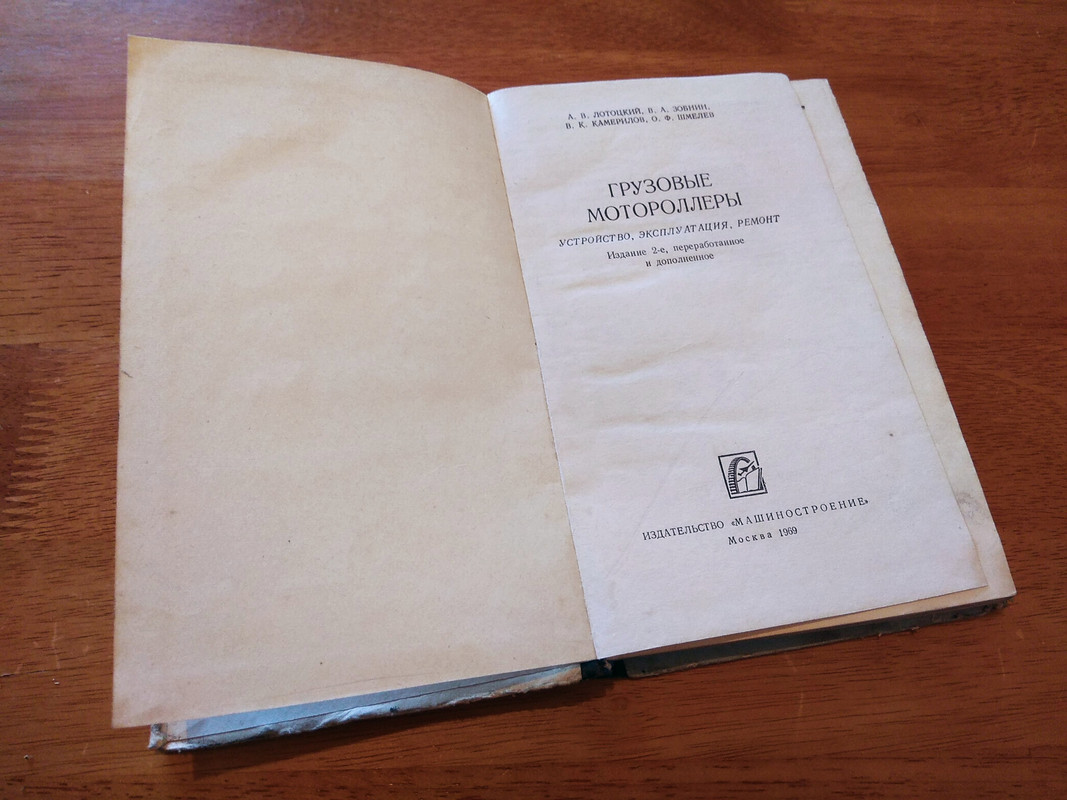 А. В. ЛОТОЦКИЙ, В. А. ЗОБНИН,
В. К. КАМЕРИЛОВ, О. Ф. ШМЕЛЕВ
ГРУЗОВЫЕ
МОТОРОЛЛЕРЫ
УСТРОЙСТВО, ЭКСПЛУАТАЦИЯ, РЕМОНТ
Издание 2-е, переработанное
и дополненное
ИЗДАТЕЛЬСТВО «МАШИНОСТРОЕНИЕ»
Москва 1969